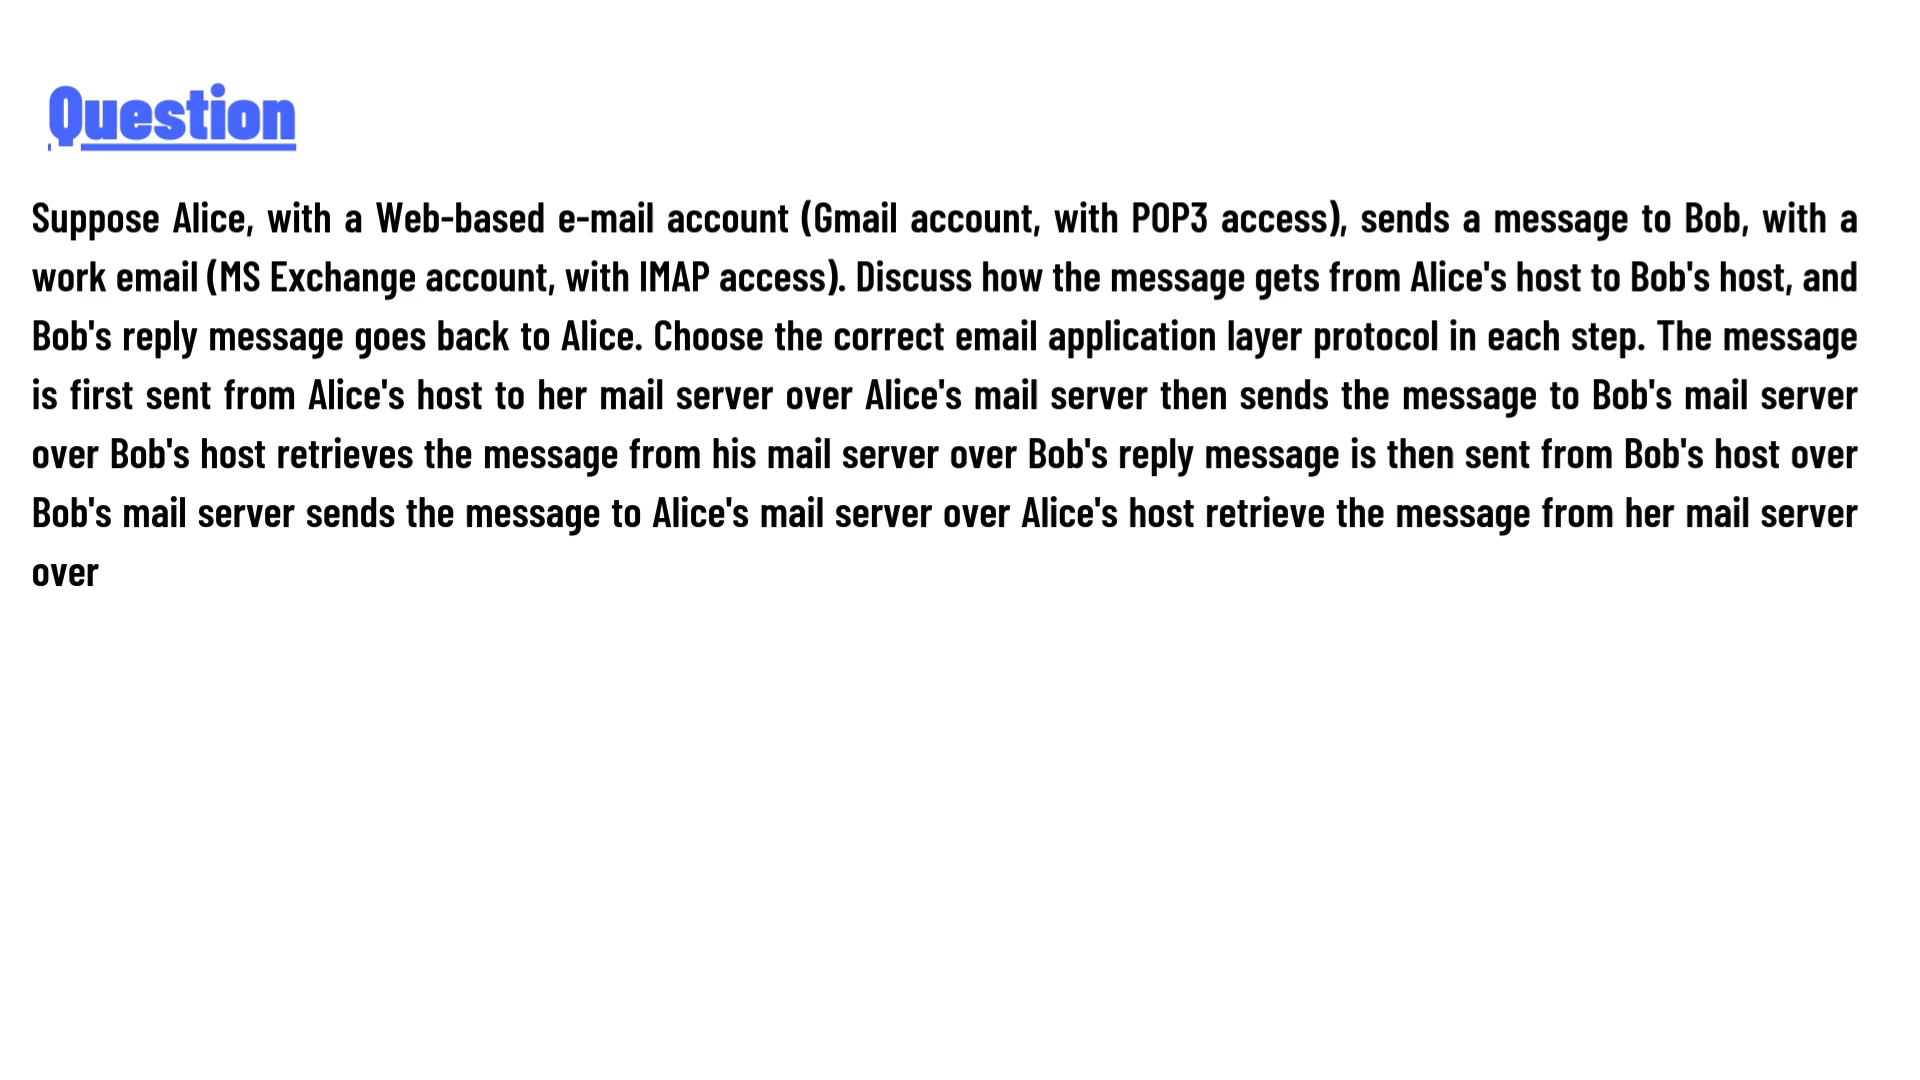 Question
Suppose Alice, with a Web-based e-mail account (Gmail account, with POP3 access), sends a message to Bob, with a
work email (MS Exchange account, with IMAP access). Discuss how the message gets from Alice's host to Bob's host, and
Bob's reply message goes back to Alice. Choose the correct email application layer protocol in each step. The message
is first sent from Alice's host to her mail server over Alice's mail server then sends the message to Bob's mail server
over Bob's host retrieves the message from his mail server over Bob's reply message is then sent from Bob's host over
Bob's mail server sends the message to Alice's mail server over Alice's host retrieve the message from her mail server
over